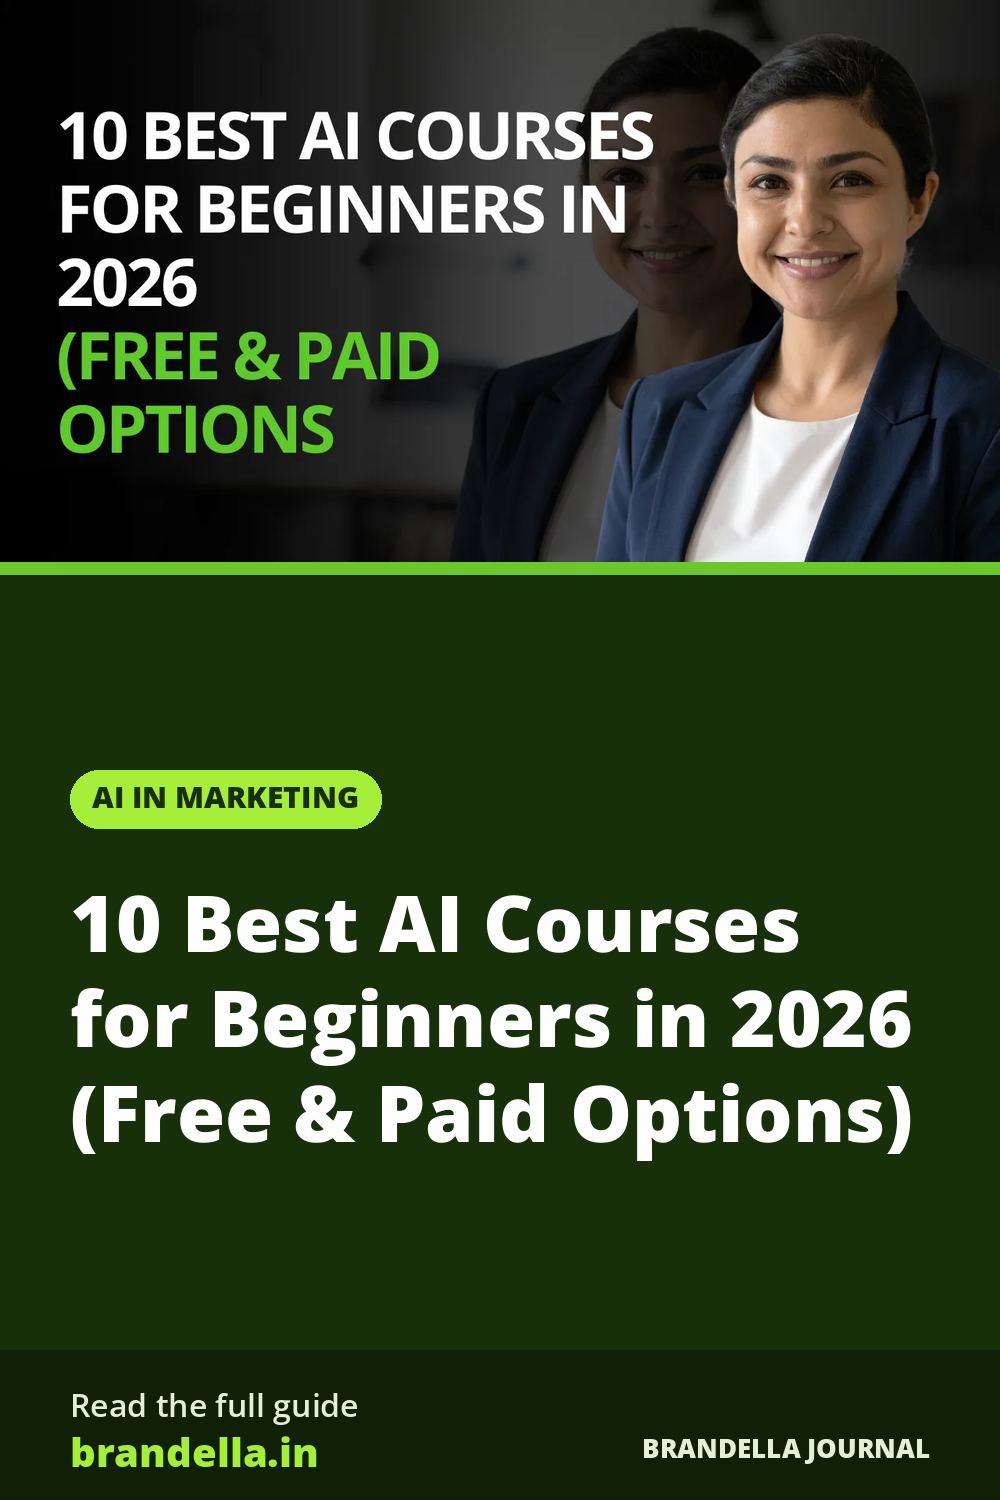 10 BEST AI COURSES
FOR BEGINNERS IN
2026
(FREE & PAID
OPTIONS
AI IN MARKETING
10 Best AI Courses
for Beginners in 2026
(Free & Paid Options)
Read the full guide
brandella.in
BRANDELLA JOURNAL